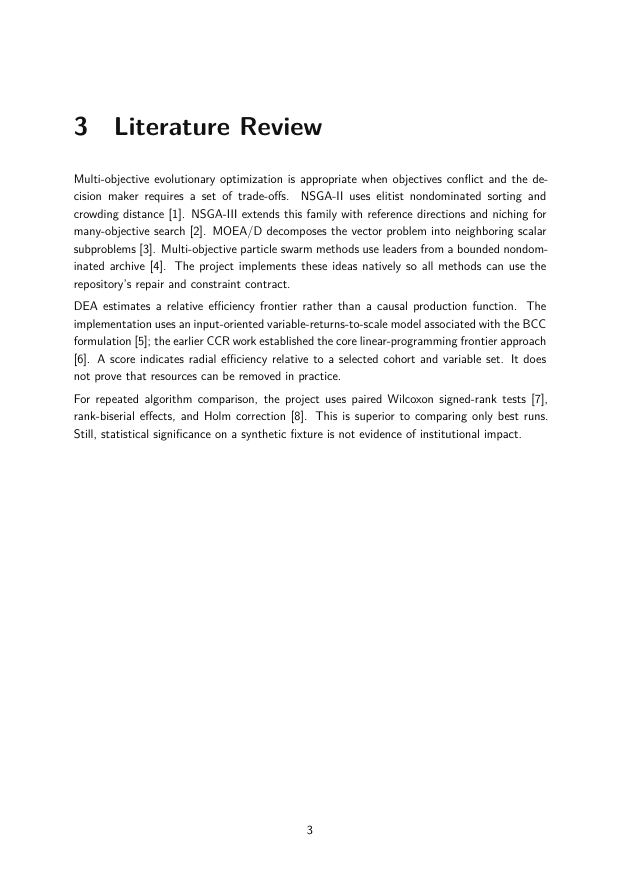 3 Literature Review
Multi-objective evolutionary optimization is appropriate when objectives conflict and the de-
cision maker requires a set of trade-offs. NSGA-II uses elitist nondominated sorting and
crowding distance [1]. NSGA-III extends this family with reference directions and niching for
many-objective search [2]. MOEA/D decomposes the vector problem into neighboring scalar
subproblems [3]. Multi-objective particle swarm methods use leaders from a bounded nondom-
inated archive [4]. The project implements these ideas natively so all methods can use the
repository's repair and constraint contract.
DEA estimates a relative efficiency frontier rather than a causal production function. The
implementation uses an input-oriented variable-returns-to-scale model associated with the BCC
formulation [5]; the earlier CCR work established the core linear-programming frontier approach
[6]. A score indicates radial efficiency relative to a selected cohort and variable set. It does
not prove that resources can be removed in practice.
For repeated algorithm comparison, the project uses paired Wilcoxon signed-rank tests [7],
rank-biserial effects, and Holm correction [8]. This is superior to comparing only best runs.
Still, statistical significance on a synthetic fixture is not evidence of institutional impact.
3